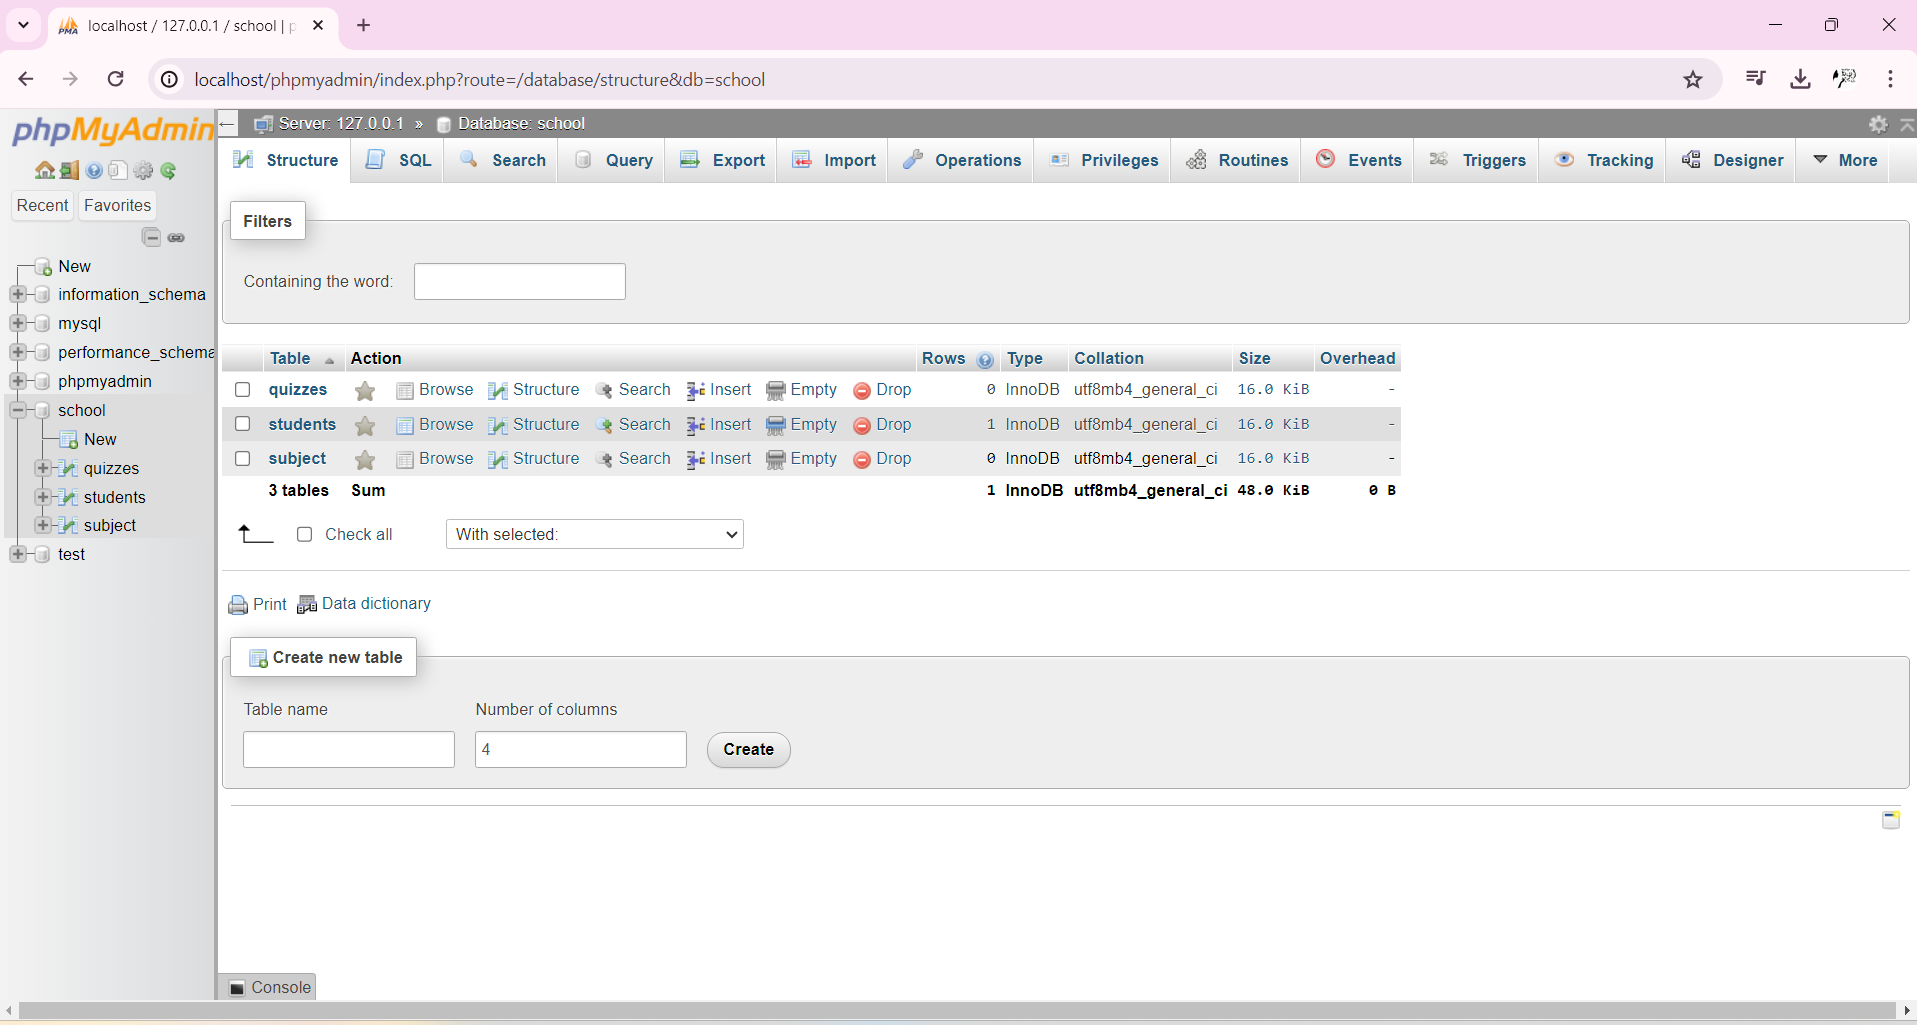 localhost / 127.0.0.1 / school | p
localhost/phpmyadmin/index.php?route=/database/structure&db=school
phpMyAdmin
Recent Favorites
New
information_schema
mysql
performance_schema
phpmyadmin
school
New
quizzes
students
subject
test
Server: 127.0.0.1 » Database: school
Structure SQL Search Query Export Import Operations Privileges Routines Events Triggers Tracking Designer More
Filters
Containing the word:
Table Action Rows Type Collation Size Overhead
quizzes Browse Structure Search Insert Empty Drop 0 InnoDB utf8mb4_general_ci 16.0 KiB -
students Browse Structure Search Insert Empty Drop 1 InnoDB utf8mb4_general_ci 16.0 KiB -
subject Browse Structure Search Insert Empty Drop 0 InnoDB utf8mb4_general_ci 16.0 KiB -
3 tables Sum 1 InnoDB utf8mb4_general_ci 48.0 KiB 0 B
Check all With selected:
Print Data dictionary
Create new table
Table name Number of columns
4 Create
Console